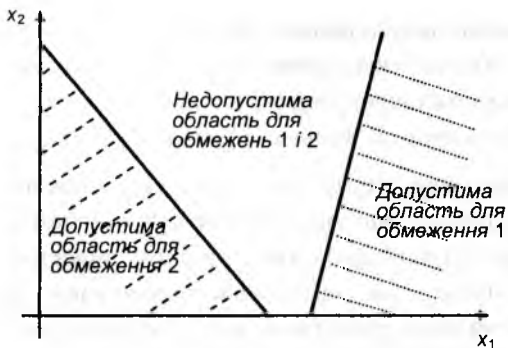 x2
Недопустима
область для
обмежень 1 і 2
Допустима
область для
обмеження 1
Допустима
область для
обмеження 2
x1